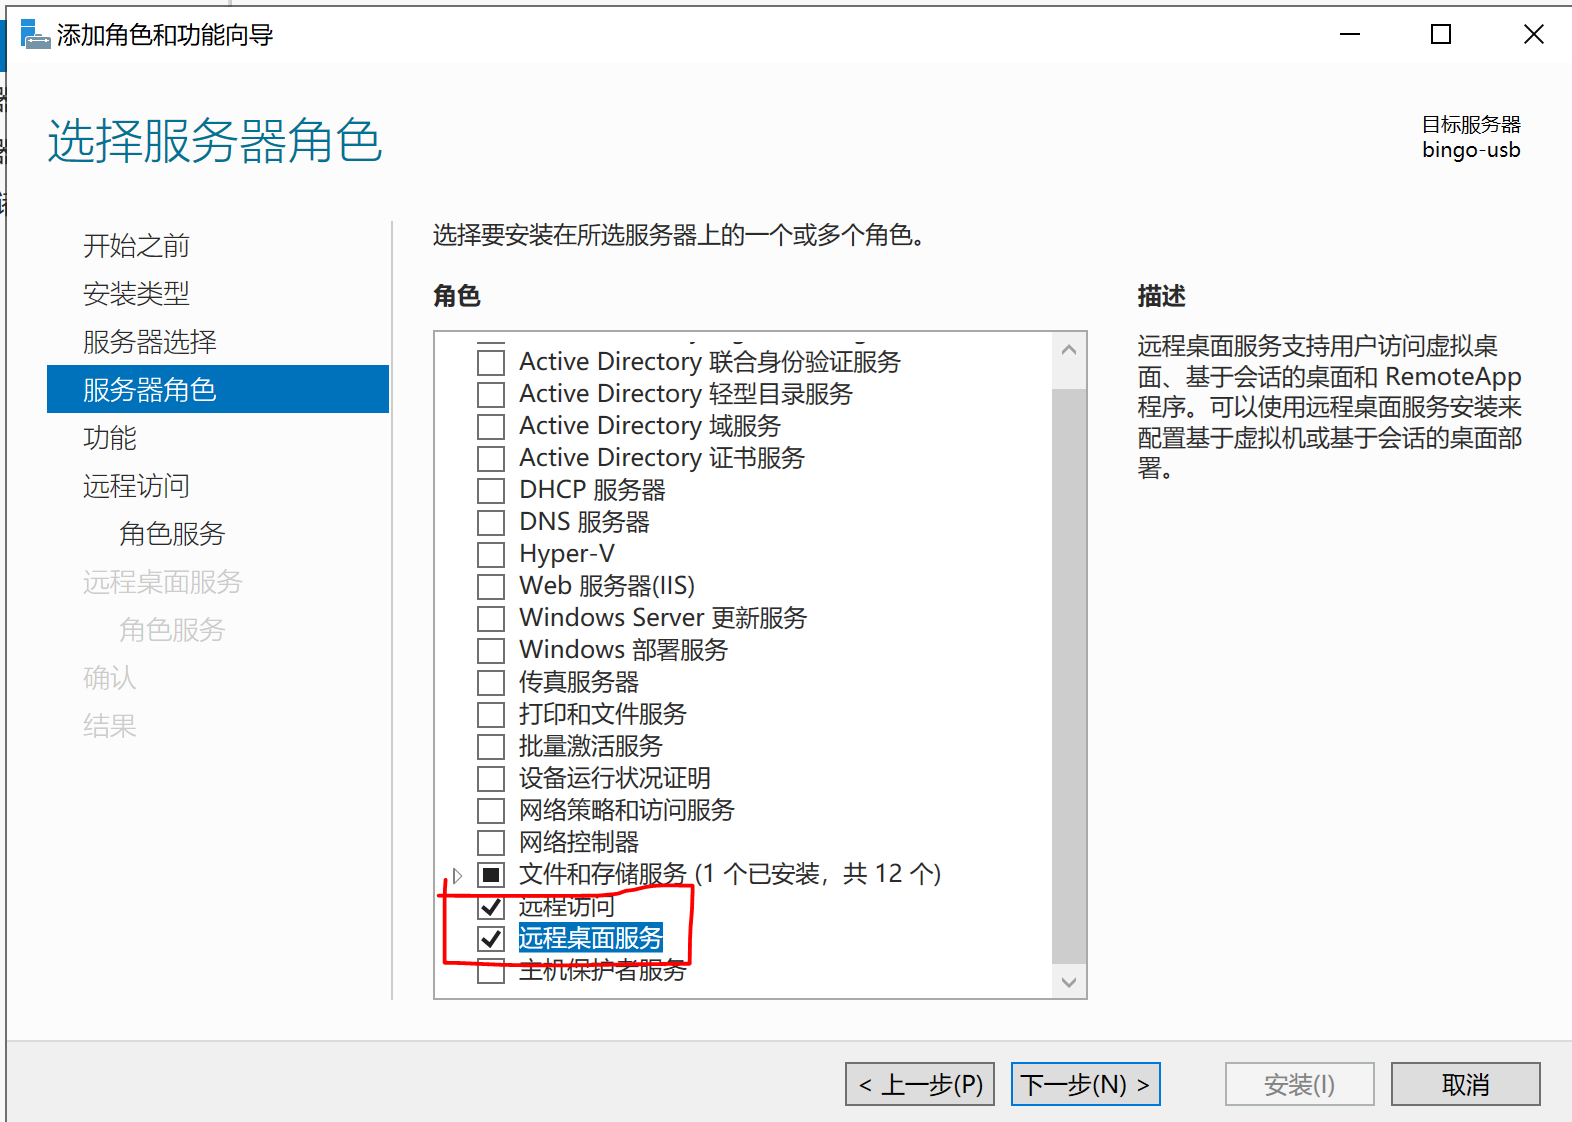 添加角色和功能向导
选择服务器角色
目标服务器
bingo-usb
开始之前
安装类型
服务器选择
服务器角色
功能
远程访问
角色服务
远程桌面服务
角色服务
确认
结果
选择要安装在所选服务器上的一个或多个角色。
角色
Active Directory 联合身份验证服务
Active Directory 轻型目录服务
Active Directory 域服务
Active Directory 证书服务
DHCP 服务器
DNS 服务器
Hyper-V
Web 服务器(IIS)
Windows Server 更新服务
Windows 部署服务
传真服务器
打印和文件服务
批量激活服务
设备运行状况证明
网络策略和访问服务
网络控制器
文件和存储服务 (1 个已安装，共 12 个)
远程访问
远程桌面服务
主机保护者服务
描述
远程桌面服务支持用户访问虚拟桌
面、基于会话的桌面和 RemoteApp
程序。可以使用远程桌面服务安装来
配置基于虚拟机或基于会话的桌面部
署。
< 上一步(P)
下一步(N) >
安装(I)
取消